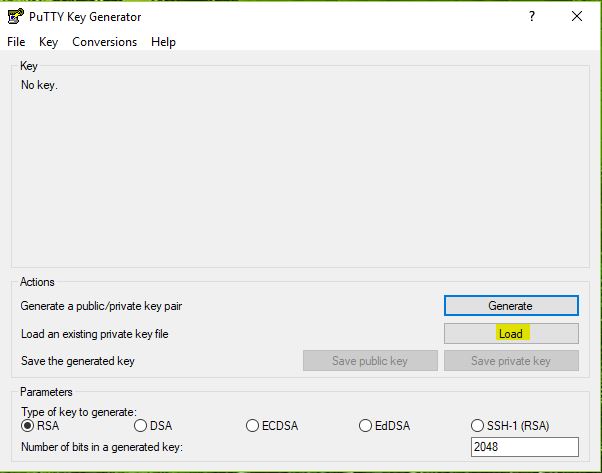 PuTTY Key Generator
?
File Key Conversions Help
Key
No key.
Actions
Generate a public/private key pair Generate
Load an existing private key file Load
Save the generated key Save public key Save private key
Parameters
Type of key to generate:
RSA DSA ECDSA EdDSA SSH-1 (RSA)
Number of bits in a generated key: 2048